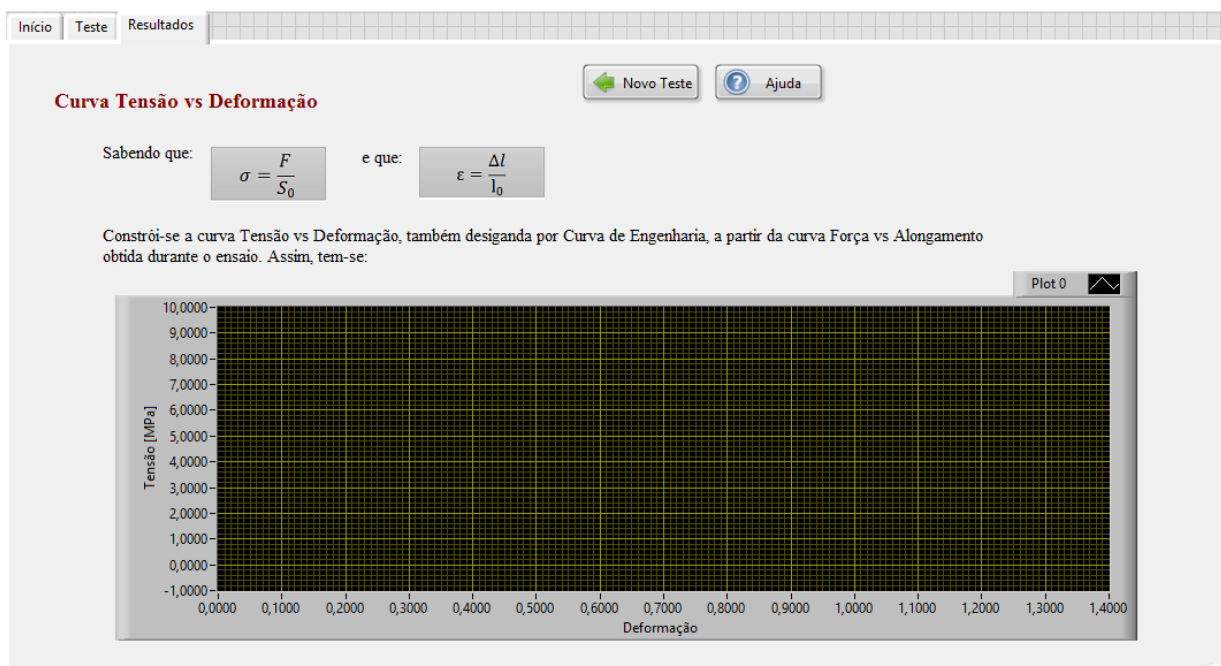 Início Teste Resultados
Novo Teste Ajuda
Curva Tensão vs Deformação
Sabendo que: σ = F/S₀ e que: ε = Δl/l₀
Constrói-se a curva Tensão vs Deformação, também desiganda por Curva de Engenharia, a partir da curva Força vs Alongamento
obtida durante o ensaio. Assim, tem-se:
Plot 0
10,0000
9,0000
8,0000
7,0000
6,0000
5,0000
4,0000
3,0000
2,0000
1,0000
0,0000
-1,0000
Tensão [MPa]
0,0000 0,1000 0,2000 0,3000 0,4000 0,5000 0,6000 0,7000 0,8000 0,9000 1,0000 1,1000 1,2000 1,3000 1,4000
Deformação